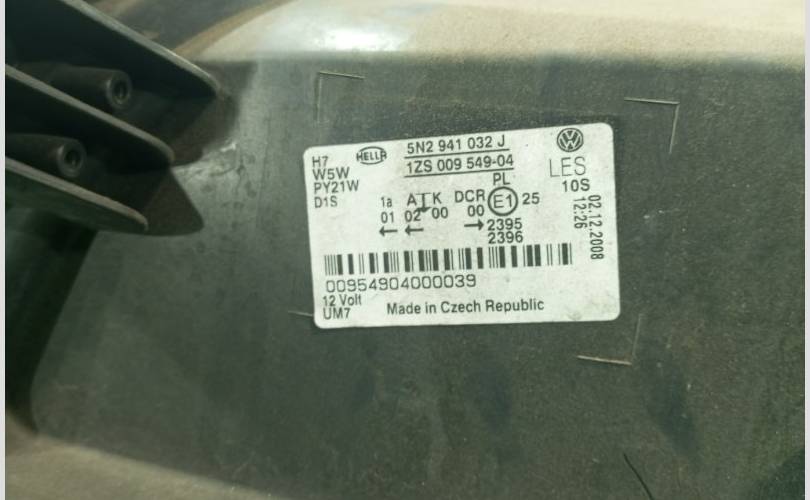 H7
W5W
PY21W
D1S
HELLA
5N2 941 032 J
1ZS 009 549-04
PL
LES
10S
1a A K DCR E1 25
01 02 00 00
← ← → 2395
2396
02.12.2008
12:26
00954904000039
12 Volt
UM7
Made in Czech Republic